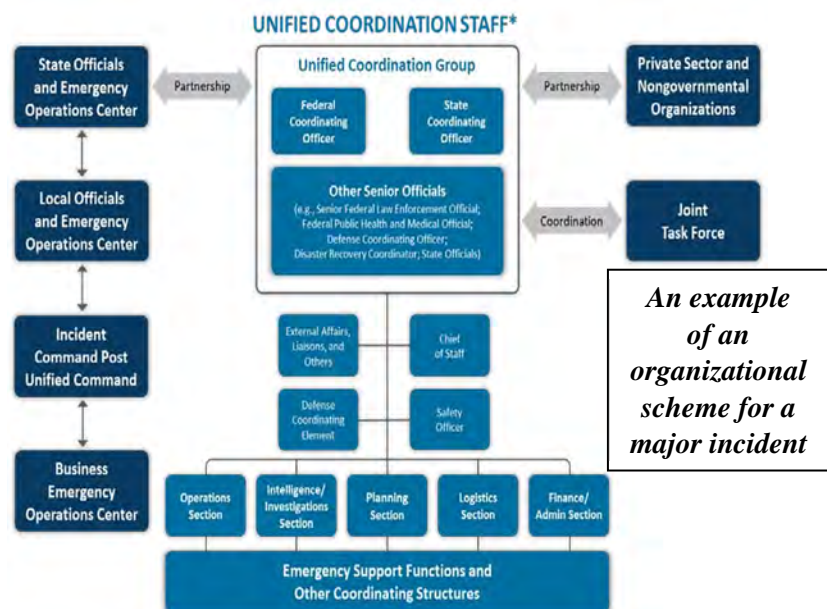 UNIFIED COORDINATION STAFF*
State Officials
and Emergency
Operations Center
Partnership
Unified Coordination Group
Federal
Coordinating
Officer
State
Coordinating
Officer
Partnership
Private Sector and
Nongovernmental
Organizations
Local Officials
and Emergency
Operations Center
Other Senior Officials
(e.g., Senior Federal Law Enforcement Official;
Federal Public Health and Medical Official;
Defense Coordinating Officer;
Disaster Recovery Coordinator; State Officials)
Coordination
Joint
Task Force
An example
of an
organizational
scheme for a
major incident
Incident
Command Post
Unified Command
External Affairs,
Liaisons, and
Others
Chief
of Staff
Defense
Coordinating
Element
Safety
Officer
Business
Emergency
Operations Center
Operations
Section
Intelligence/
Investigations
Section
Planning
Section
Logistics
Section
Finance/
Admin Section
Emergency Support Functions and
Other Coordinating Structures